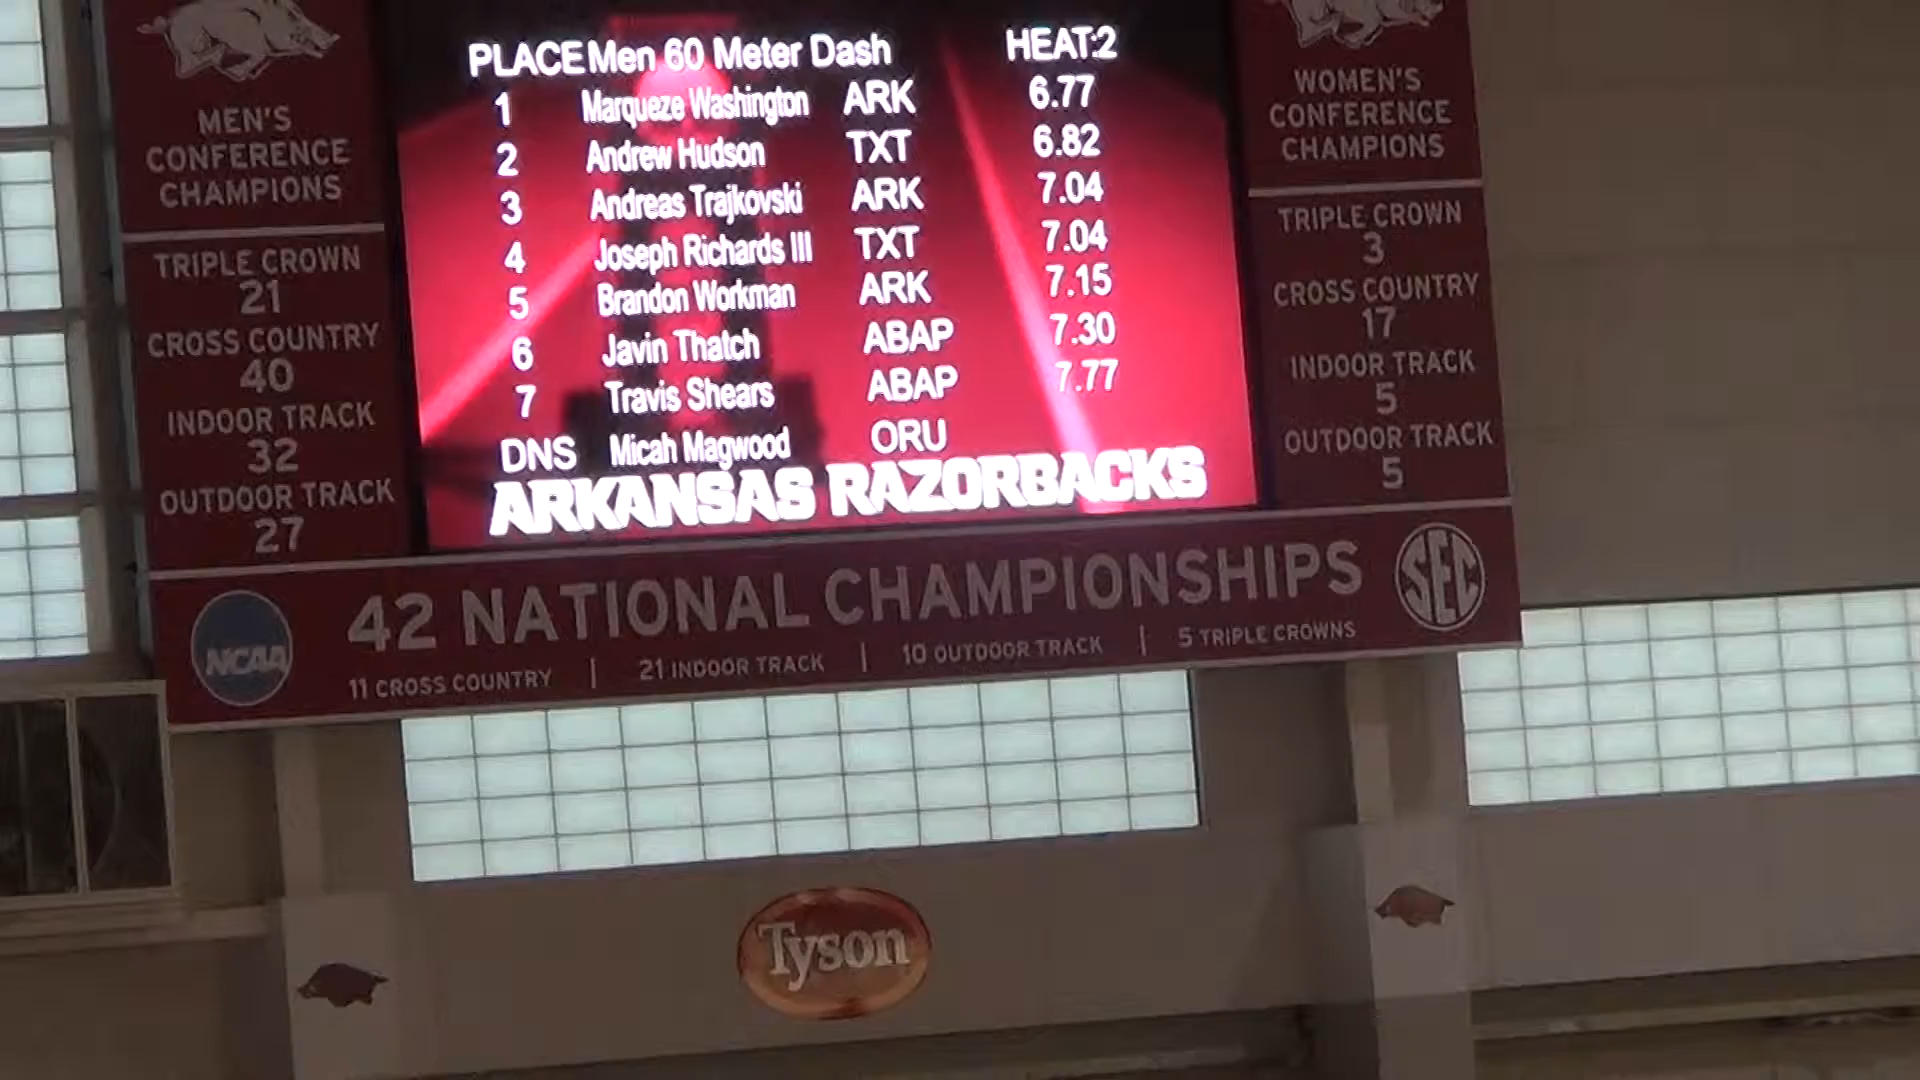 PLACE Men 60 Meter Dash HEAT:2
1 Marqueze Washington ARK 6.77
2 Andrew Hudson TXT 6.82
3 Andreas Trajkovski ARK 7.04
4 Joseph Richards III TXT 7.04
5 Brandon Workman ARK 7.15
6 Javin Thatch ABAP 7.30
7 Travis Shears ABAP 7.77
DNS Micah Magwood ORU
ARKANSAS RAZORBACKS
MEN'S
CONFERENCE
CHAMPIONS
TRIPLE CROWN
21
CROSS COUNTRY
40
INDOOR TRACK
32
OUTDOOR TRACK
27
WOMEN'S
CONFERENCE
CHAMPIONS
TRIPLE CROWN
3
CROSS COUNTRY
17
INDOOR TRACK
5
OUTDOOR TRACK
5
NCAA
42 NATIONAL CHAMPIONSHIPS
11 CROSS COUNTRY | 21 INDOOR TRACK | 10 OUTDOOR TRACK | 5 TRIPLE CROWNS
SEC
Tyson